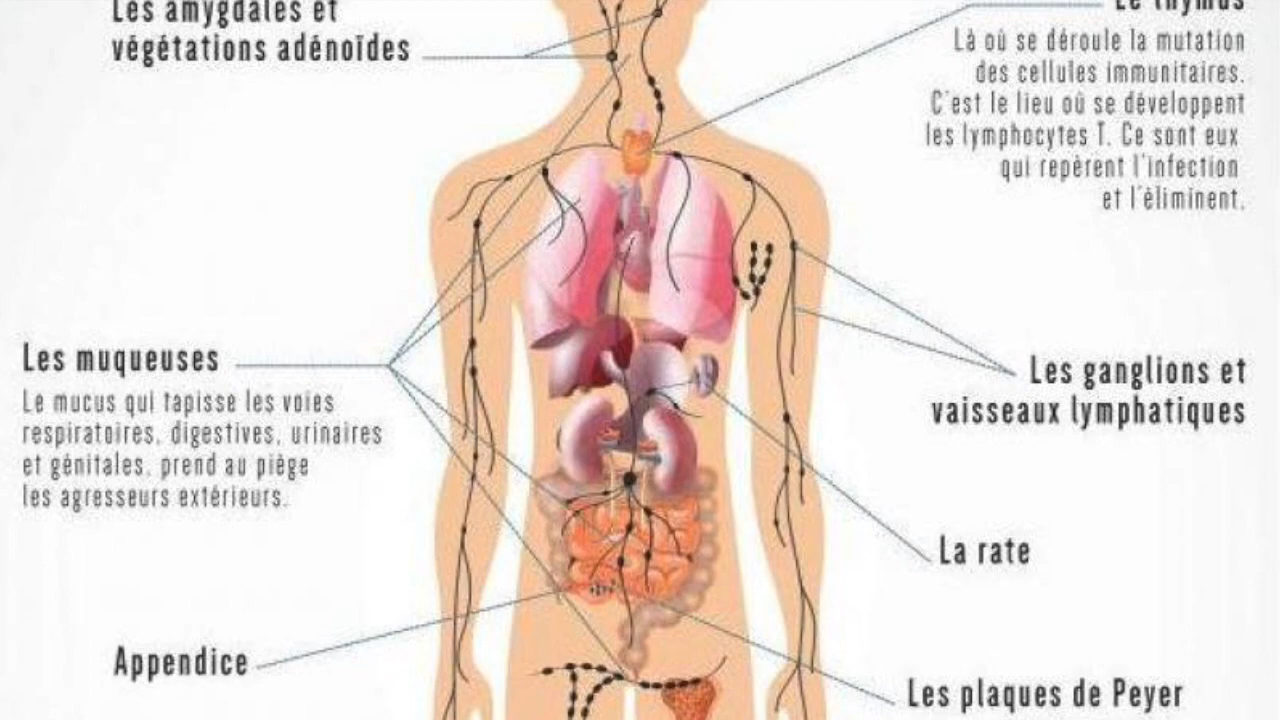 Les amygdales et
végétations adénoïdes
Le thymus
Là où se déroule la mutation
des cellules immunitaires.
C'est le lieu où se développent
les lymphocytes T. Ce sont eux
qui repèrent l'infection
et l'éliminent.
Les muqueuses
Le mucus qui tapisse les voies
respiratoires, digestives, urinaires
et génitales, prend au piège
les agresseurs extérieurs.
Les ganglions et
vaisseaux lymphatiques
La rate
Appendice
Les plaques de Peyer